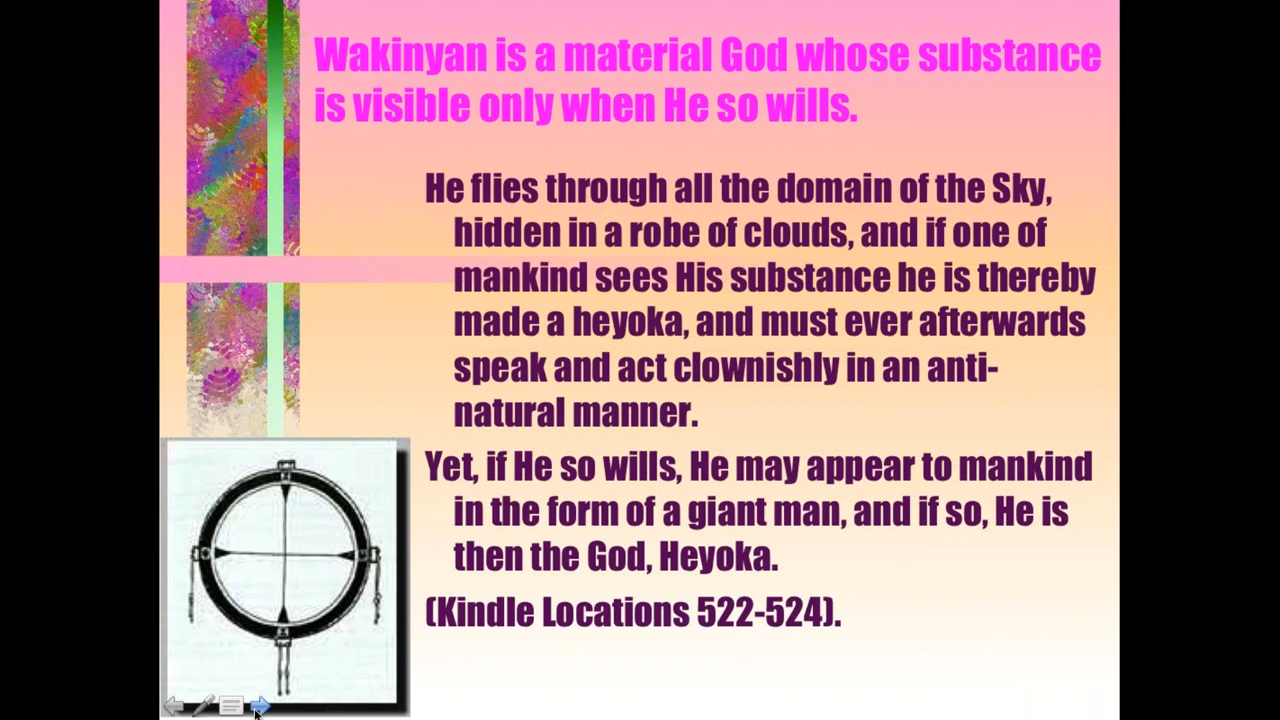 Wakinyan is a material God whose substance
is visible only when He so wills.
He flies through all the domain of the Sky,
hidden in a robe of clouds, and if one of
mankind sees His substance he is thereby
made a heyoka, and must ever afterwards
speak and act clownishly in an anti-
natural manner.
Yet, if He so wills, He may appear to mankind
in the form of a giant man, and if so, He is
then the God, Heyoka.
(Kindle Locations 522-524).